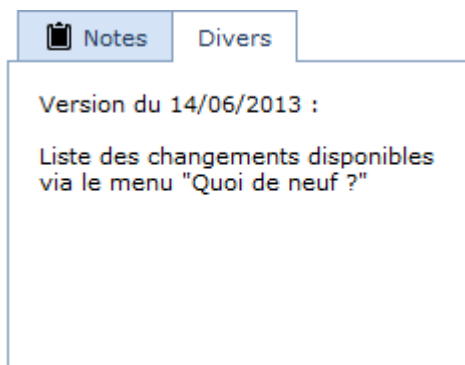 Notes Divers
Version du 14/06/2013 :
Liste des changements disponibles
via le menu "Quoi de neuf ?"